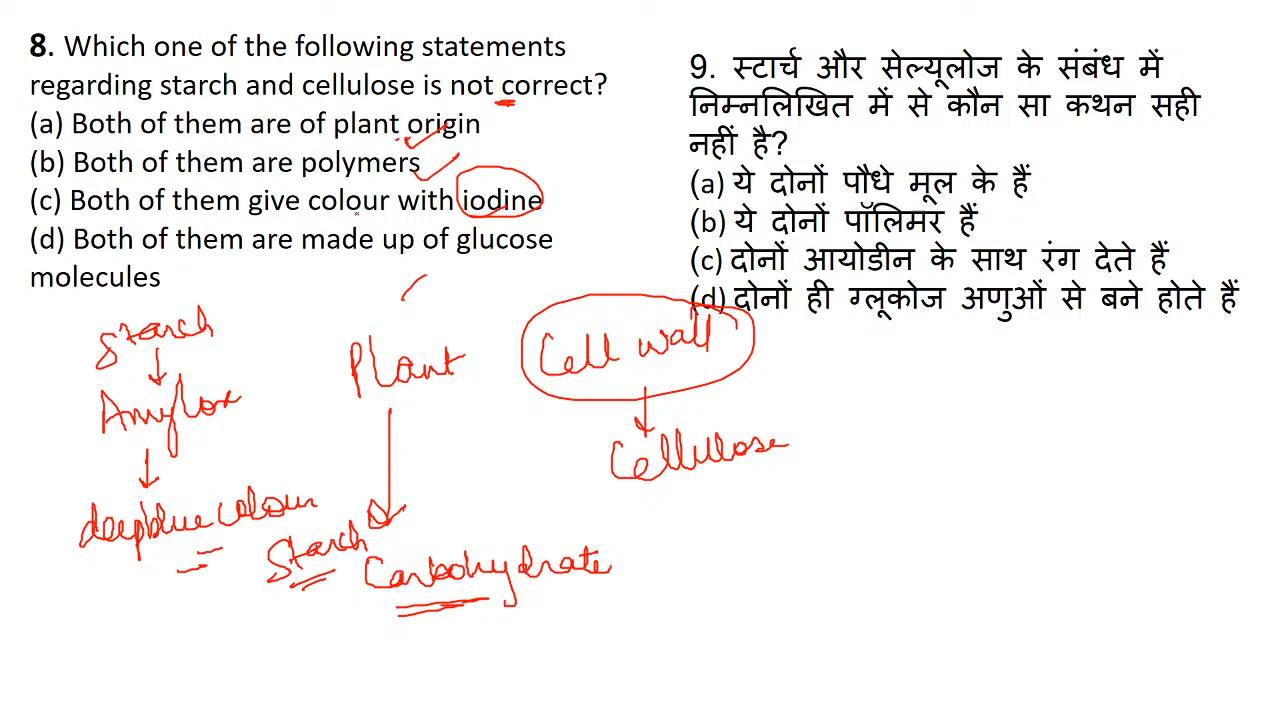 8. Which one of the following statements
regarding starch and cellulose is not correct?
(a) Both of them are of plant origin
(b) Both of them are polymers
(c) Both of them give colour with iodine
(d) Both of them are made up of glucose
molecules
9. स्टार्च और सेल्यूलोज के संबंध में
निम्नलिखित में से कौन सा कथन सही
नहीं है?
(a) ये दोनों पौधे मूल के हैं
(b) ये दोनों पॉलिमर हैं
(c) दोनों आयोडीन के साथ रंग देते हैं
(d) दोनों ही ग्लूकोज अणुओं से बने होते हैं
Starch
Plant
Cell wall
Cellulose
deep blue colour
Starch
Carbohydrate